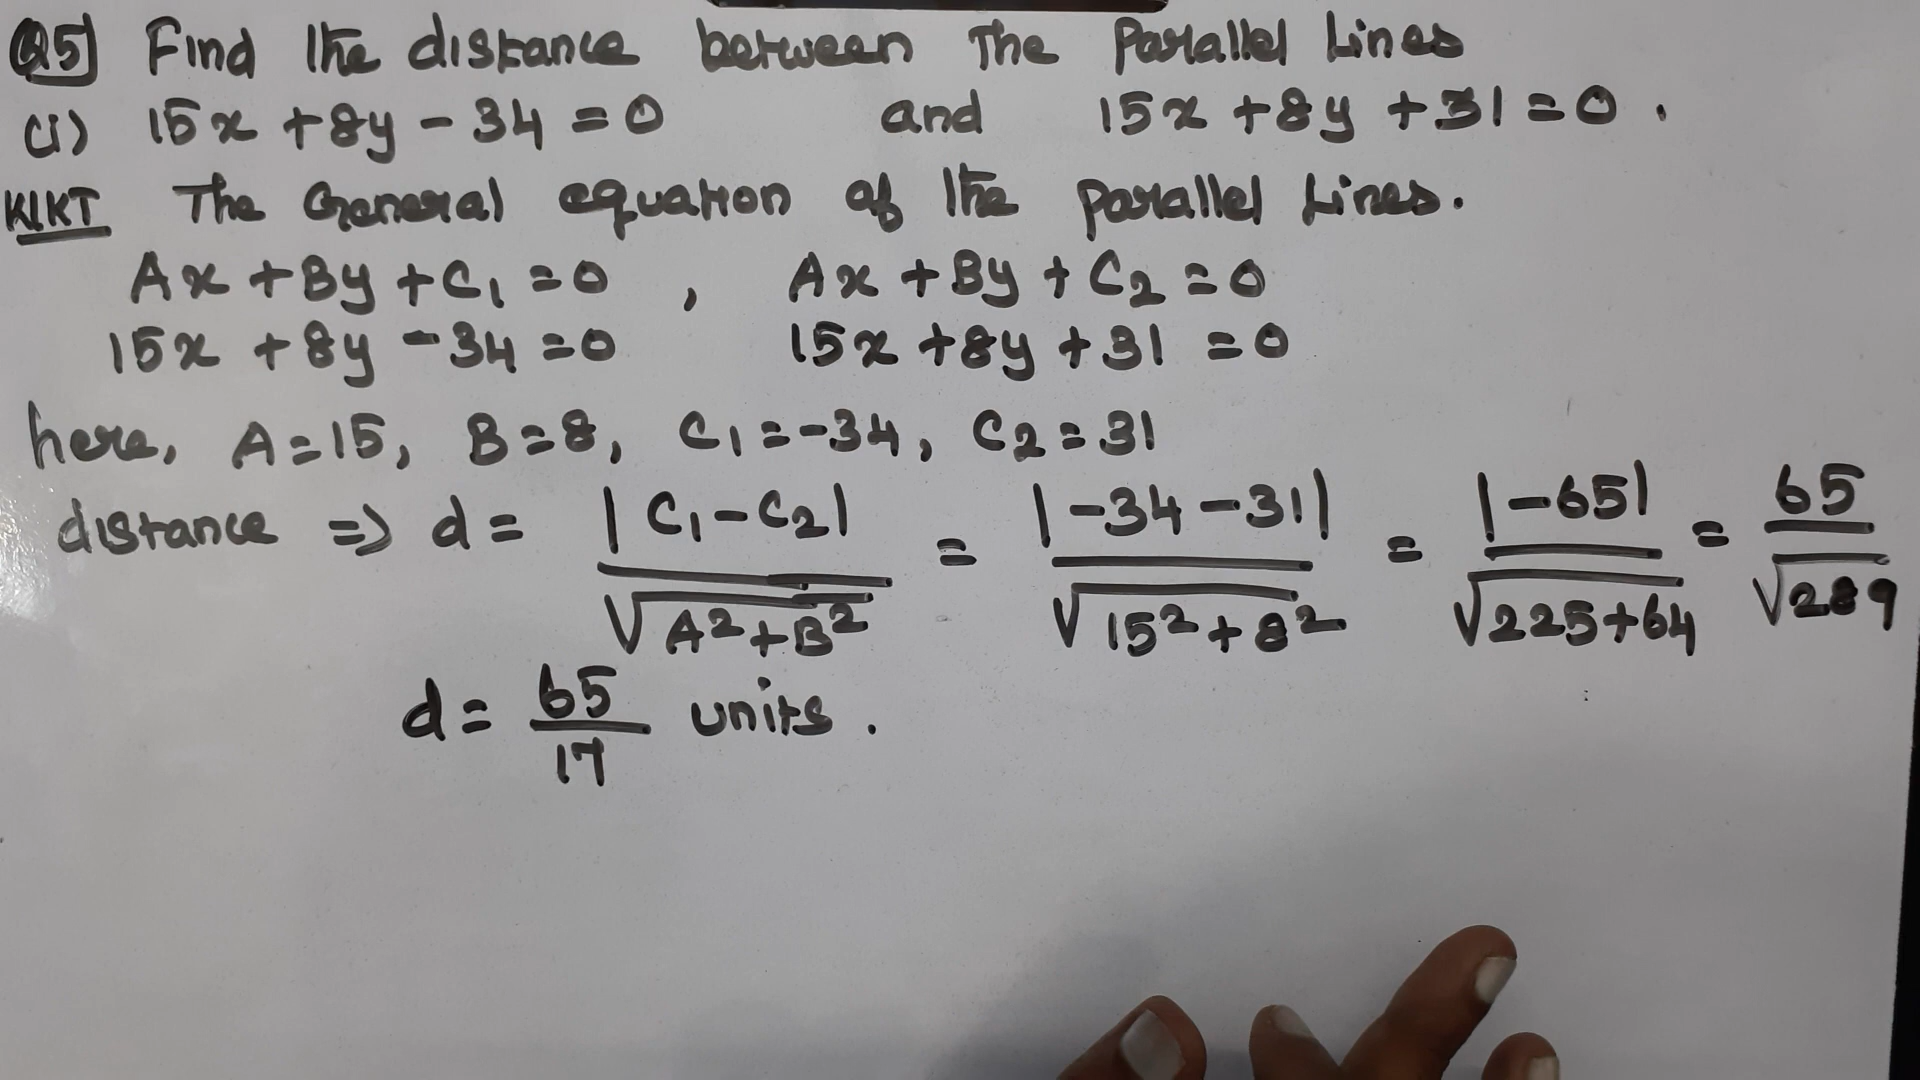 Q5 Find the distance between The Parallel Lines
(i) 15x + 8y - 34 = 0 and 15x + 8y + 31 = 0 .
KLKT The General equation of the parallel Lines.
Ax + By + C₁ = 0 , Ax + By + C₂ = 0
15x + 8y - 34 = 0 15x + 8y + 31 = 0
here, A = 15, B = 8, C₁ = -34, C₂ = 31
distance => d = |C₁ - C₂| / √(A² + B²) = |-34 - 31| / √(15² + 8²) = |-65| / √(225 + 64) = 65 / √289
d = 65 / 17 units .